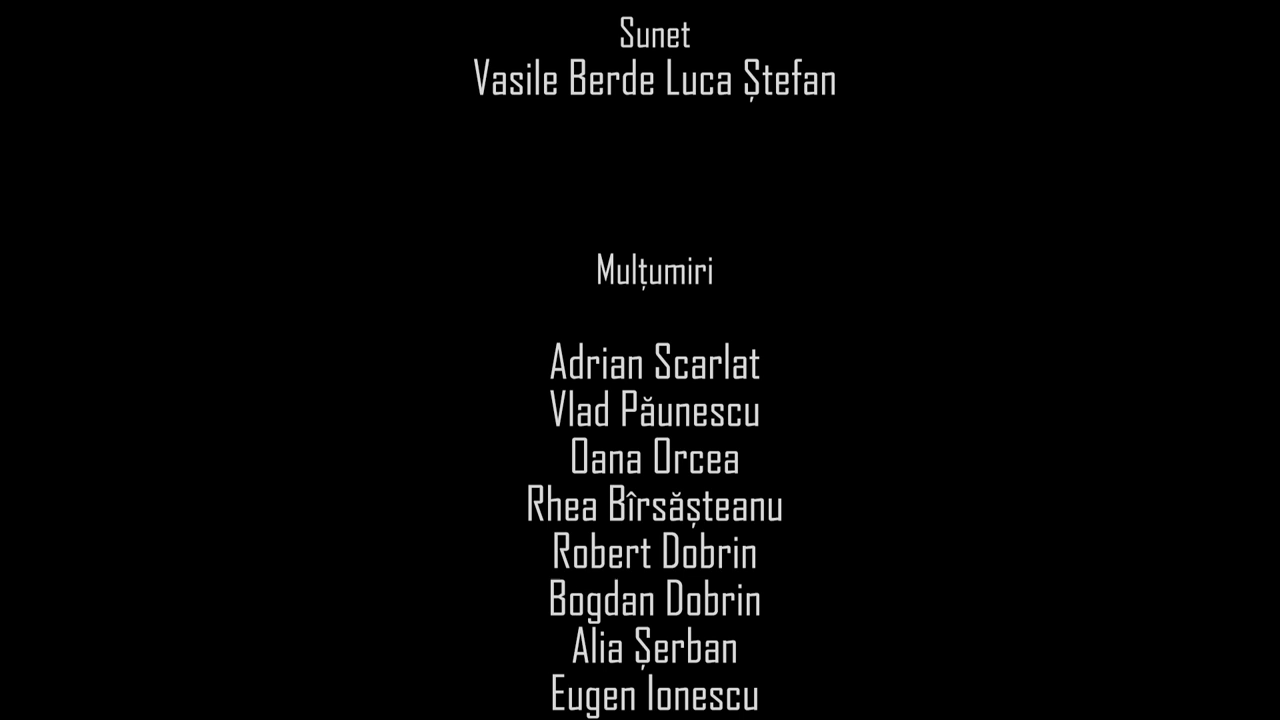 Sunet
Vasile Berde Luca Ștefan
Mulțumiri
Adrian Scarlat
Vlad Păunescu
Oana Orcea
Rhea Bîrsășteanu
Robert Dobrin
Bogdan Dobrin
Alia Șerban
Eugen Ionescu